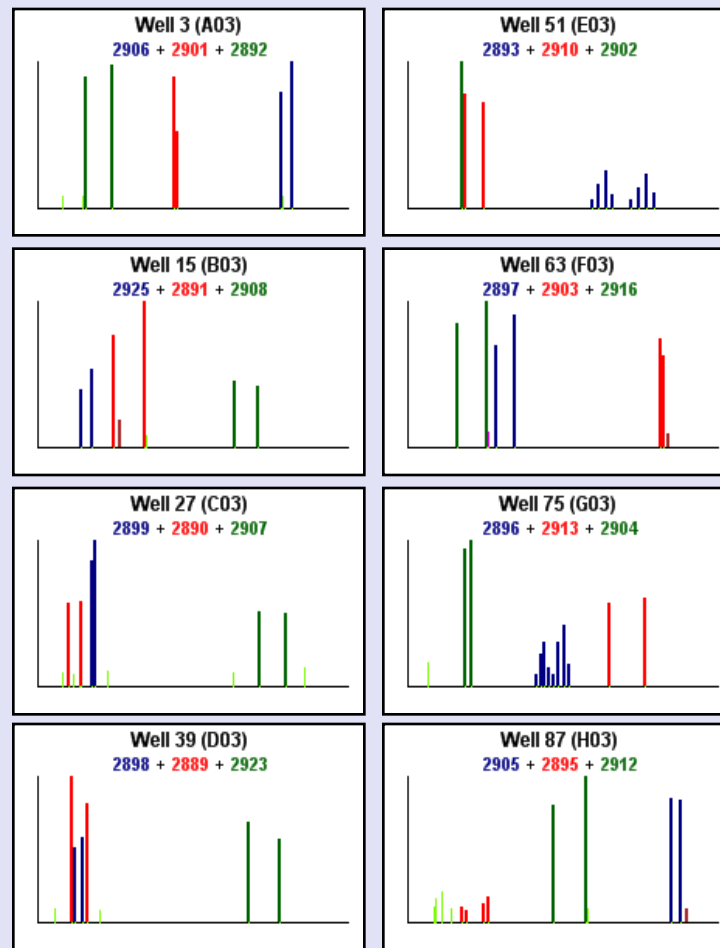 Well 3 (A03)
2906 + 2901 + 2892
Well 51 (E03)
2893 + 2910 + 2902
Well 15 (B03)
2925 + 2891 + 2908
Well 63 (F03)
2897 + 2903 + 2916
Well 27 (C03)
2899 + 2890 + 2907
Well 75 (G03)
2896 + 2913 + 2904
Well 39 (D03)
2898 + 2889 + 2923
Well 87 (H03)
2905 + 2895 + 2912